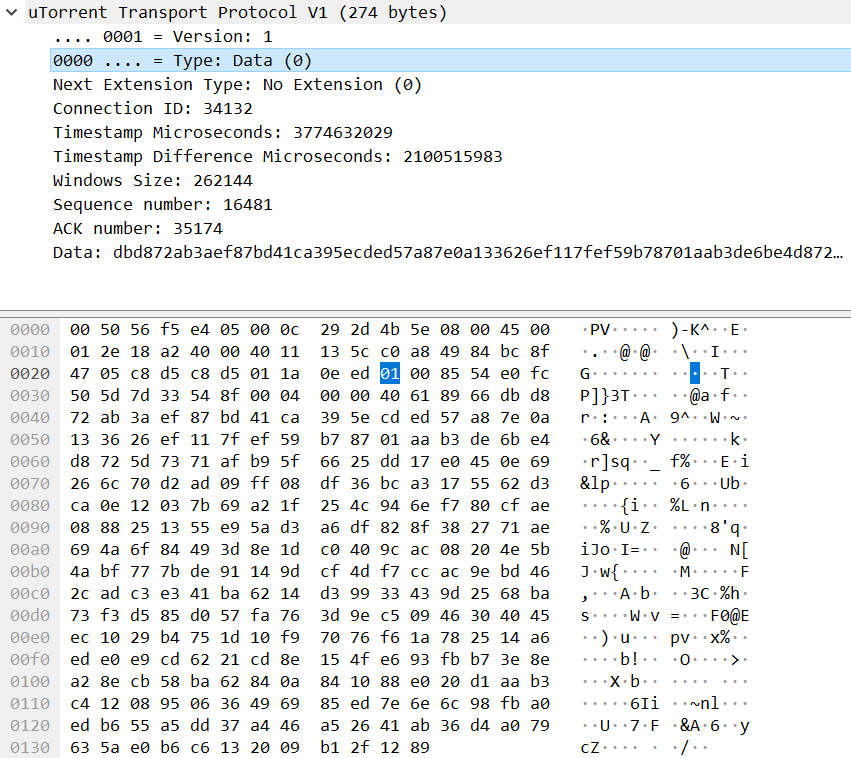 uTorrent Transport Protocol V1 (274 bytes)
.... 0001 = Version: 1
0000 .... = Type: Data (0)
Next Extension Type: No Extension (0)
Connection ID: 34132
Timestamp Microseconds: 3774632029
Timestamp Difference Microseconds: 2100515983
Windows Size: 262144
Sequence number: 16481
ACK number: 35174
Data: dbd872ab3aef87bd41ca395ecded57a87e0a133626ef117fef59b78701aab3de6be4d872…
0000 00 50 56 f5 e4 05 00 0c 29 2d 4b 5e 08 00 45 00 ·PV····· )-K^··E·
0010 01 2e 18 a2 40 00 40 11 13 5c c0 a8 49 84 bc 8f ·.··@·@· ·\··I···
0020 47 05 c8 d5 c8 d5 01 1a 0e ed 01 00 85 54 e0 fc G······· ·····T··
0030 50 5d 7d 33 54 8f 00 04 00 00 40 61 89 66 db d8 P]}3T··· ··@a·f··
0040 72 ab 3a ef 87 bd 41 ca 39 5e cd ed 57 a8 7e 0a r·:···A· 9^··W·~·
0050 13 36 26 ef 11 7f ef 59 b7 87 01 aa b3 de 6b e4 ·6&····Y ······k·
0060 d8 72 5d 73 71 af b9 5f 66 25 dd 17 e0 45 0e 69 ·r]sq··_ f%···E·i
0070 26 6c 70 d2 ad 09 ff 08 df 36 bc a3 17 55 62 d3 &lp····· ·6···Ub·
0080 ca 0e 12 03 7b 69 a2 1f 25 4c 94 6e f7 80 cf ae ····{i·· %L·n····
0090 08 88 25 13 55 e9 5a d3 a6 df 82 8f 38 27 71 ae ··%·U·Z· ····8'q·
00a0 69 4a 6f 84 49 3d 8e 1d c0 40 9c ac 08 20 4e 5b iJo·I=·· ·@··· N[
00b0 4a bf 77 7b de 91 14 9d cf 4d f7 cc ac 9e bd 46 J·w{···· ·M·····F
00c0 2c ad c3 e3 41 ba 62 14 d3 99 33 43 9d 25 68 ba ,···A·b· ··3C·%h·
00d0 73 f3 d5 85 d0 57 fa 76 3d 9e c5 09 46 30 40 45 s····W·v =···F0@E
00e0 ec 10 29 b4 75 1d 10 f9 70 76 f6 1a 78 25 14 a6 ··)·u··· pv··x%··
00f0 ed e0 e9 cd 62 21 cd 8e 15 4f e6 93 fb b7 3e 8e ····b!·· ·O····>·
0100 a2 8e cb 58 ba 62 84 0a 84 10 88 e0 20 d1 aa b3 ···X·b·· ···· ···
0110 c4 12 08 95 06 36 49 69 85 ed 7e 6e 6c 98 fb a0 ·····6Ii ··~nl···
0120 ed b6 55 a5 dd 37 a4 46 a5 26 41 ab 36 d4 a0 79 ··U··7·F ·&A·6··y
0130 63 5a e0 b6 c6 13 20 09 b1 2f 12 89 cZ···· · ·/··